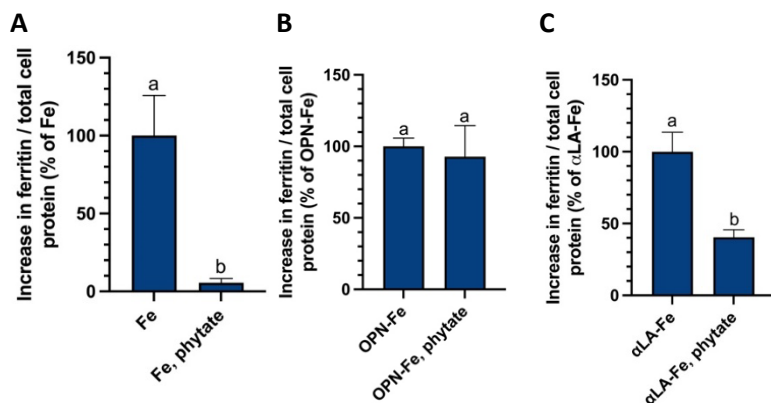 A
Increase in ferritin / total cell
protein (% of Fe)
150
100
50
0
a
b
Fe
Fe, phytate
B
Increase in ferritin / total cell
protein (% of OPN-Fe)
150
100
50
0
a
a
OPN-Fe
OPN-Fe, phytate
C
Increase in ferritin / total cell
protein (% of αLA-Fe)
150
100
50
0
a
b
αLA-Fe
αLA-Fe, phytate